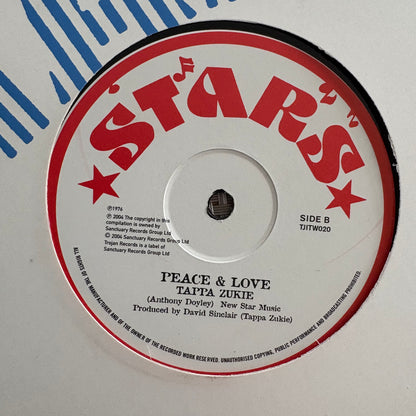 STARS
℗1976
℗ 2004 The copyright in this
compilation is owned by
Sanctuary Records Group Ltd
© 2004 Sanctuary Records Group Ltd
Trojan Records is a label of
Sanctuary Records Group Ltd
SIDE B
TJITW020
PEACE & LOVE
TAPPA ZUKIE
(Anthony Doyley) New Star Music
Produced by David Sinclair (Tappa Zukie)
ALL RIGHTS OF THE MANUFACTURER AND OF THE OWNER OF THE RECORDED WORK RESERVED. UNAUTHORISED COPYING, PUBLIC PERFORMANCE AND BROADCASTING PROHIBITED.